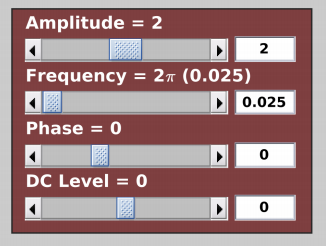 Amplitude = 2
2
Frequency = 2π (0.025)
0.025
Phase = 0
0
DC Level = 0
0